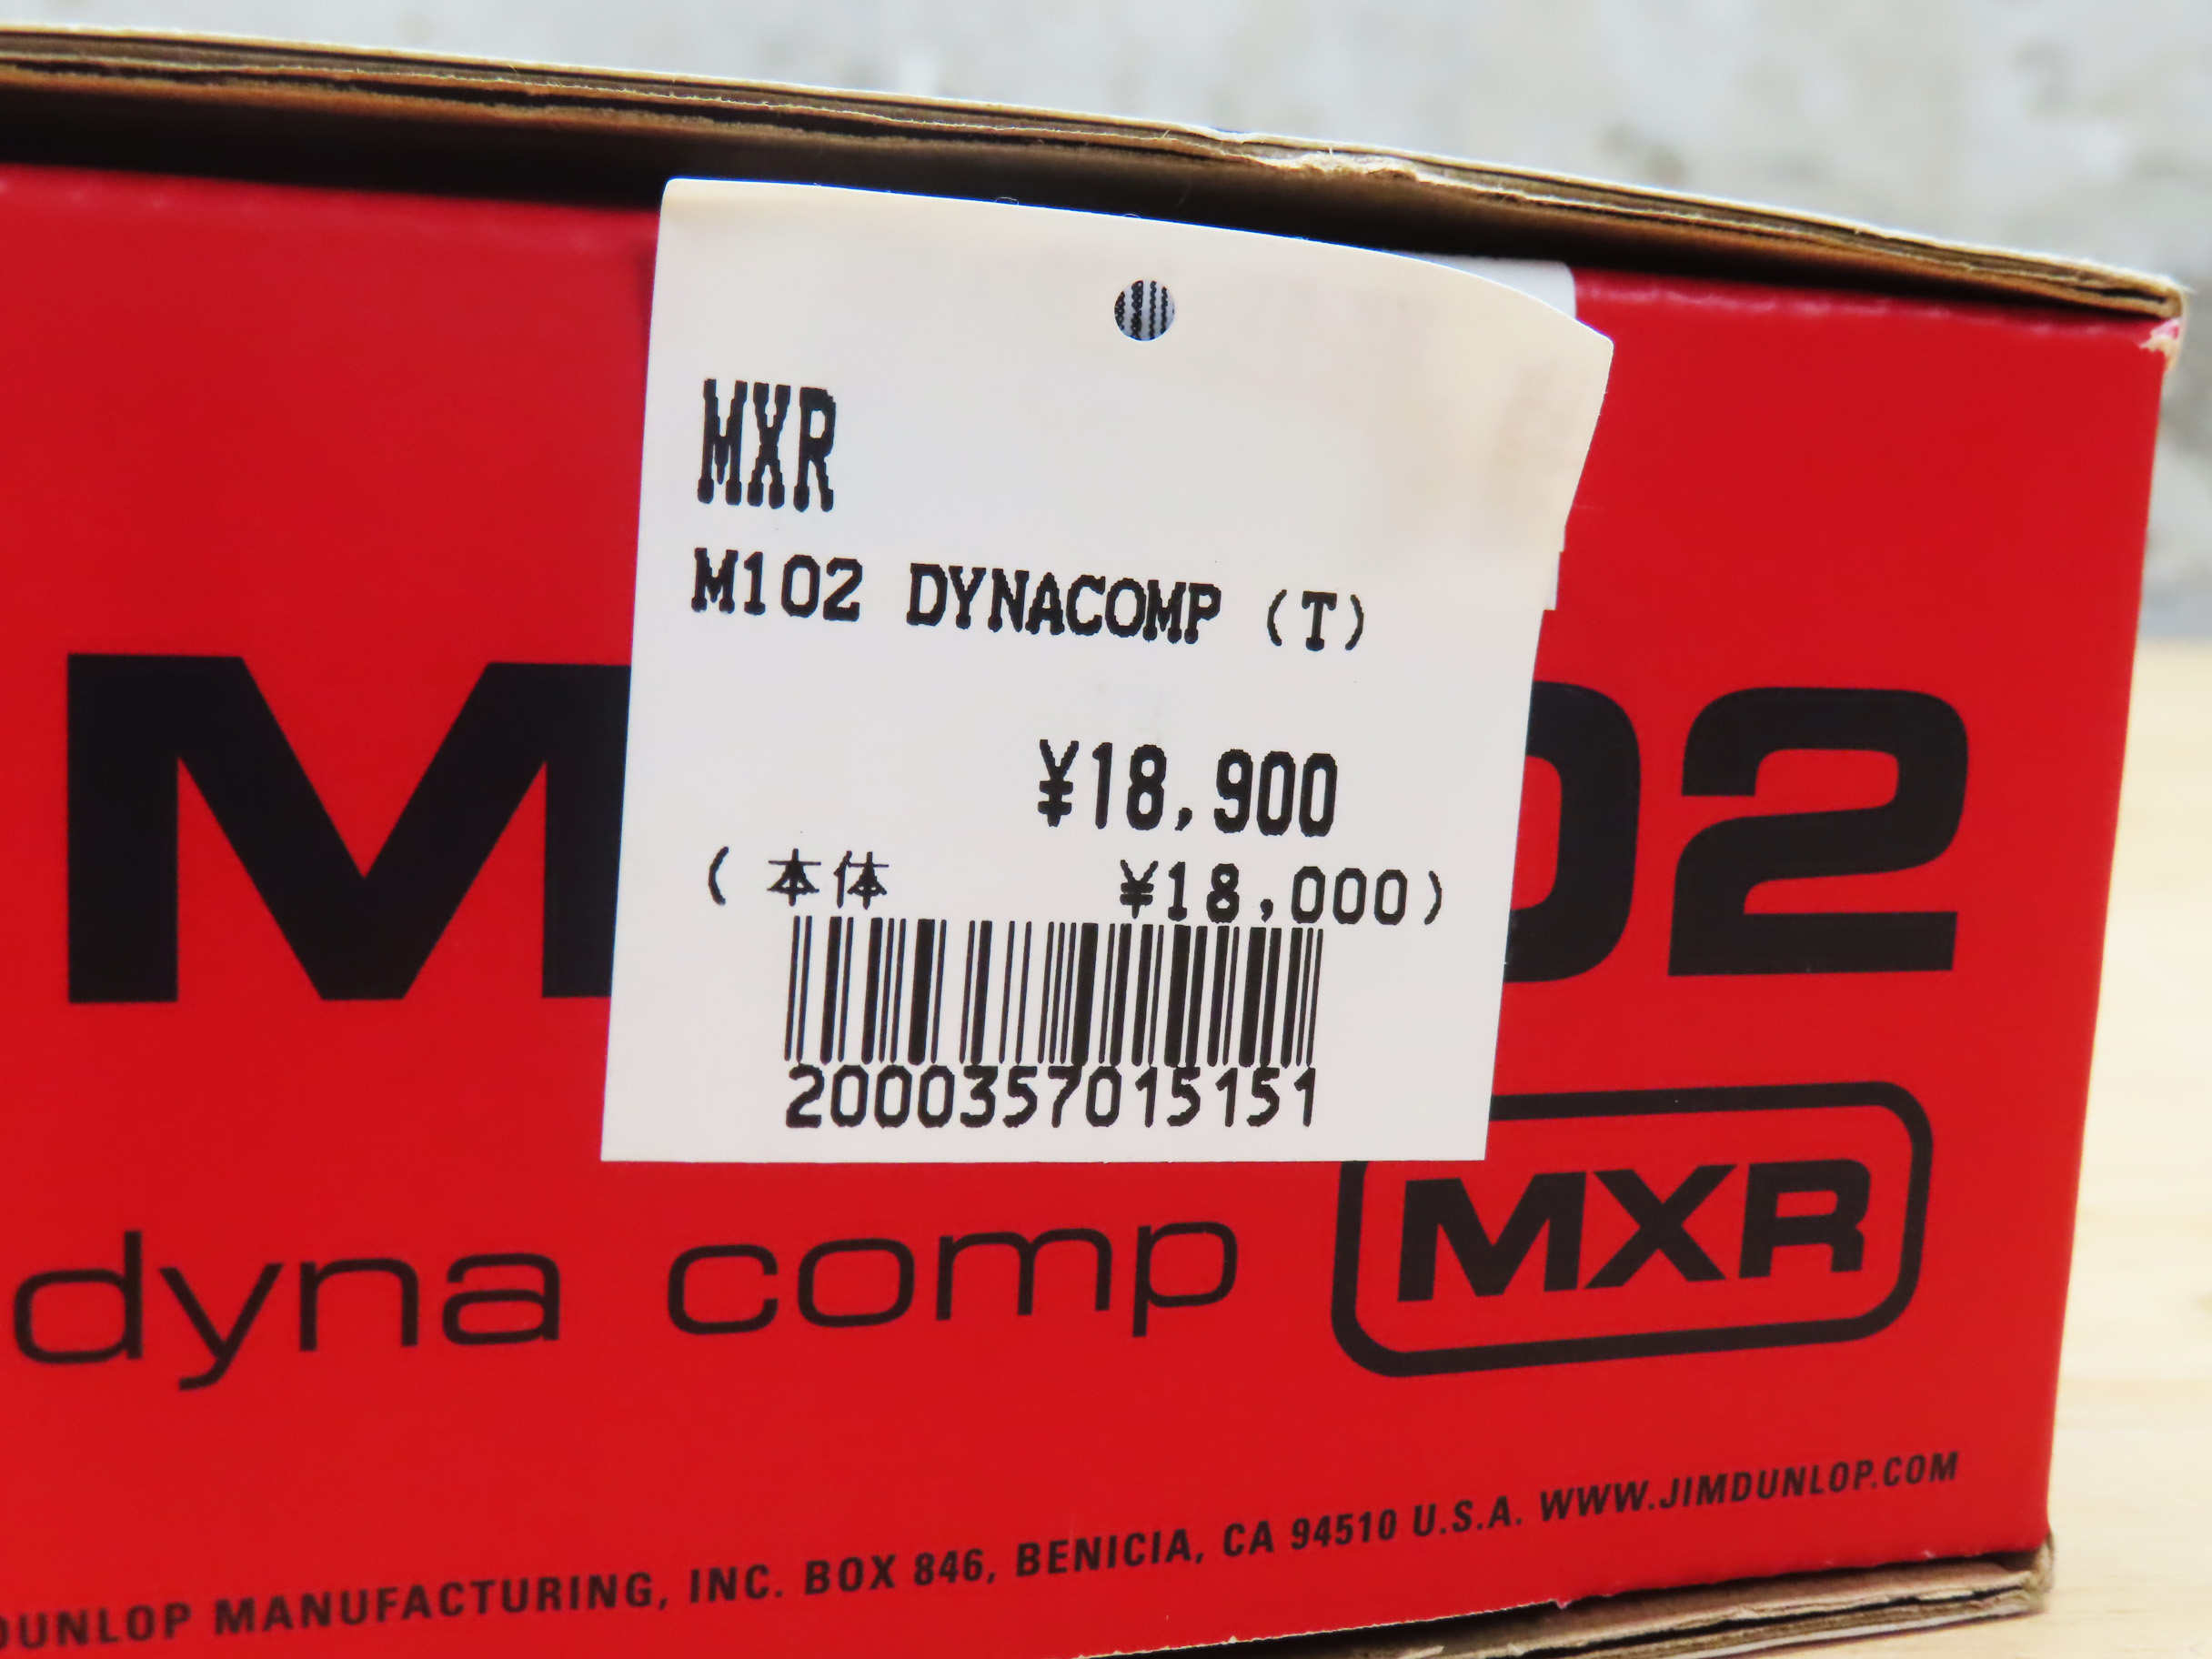 MXR
M102 DYNACOMP (T)
¥18,900
(本体 ¥18,000)
2000357015151
M 02
dyna comp MXR
DUNLOP MANUFACTURING, INC. BOX 846, BENICIA, CA 94510 U.S.A. WWW.JIMDUNLOP.COM